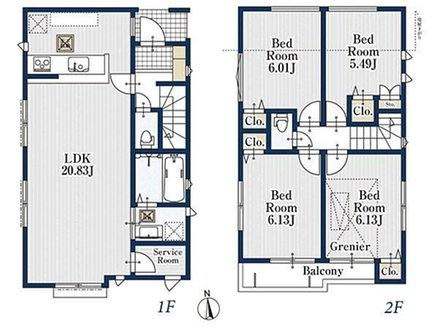 LDK
20.83J
Service
Room
1F
N
Bed
Room
6.01J
Bed
Room
5.49J
Clo.
Sto.
Clo.
Clo.
Bed
Room
6.13J
Bed
Room
6.13J
Grenier
Clo.
Balcony
2F